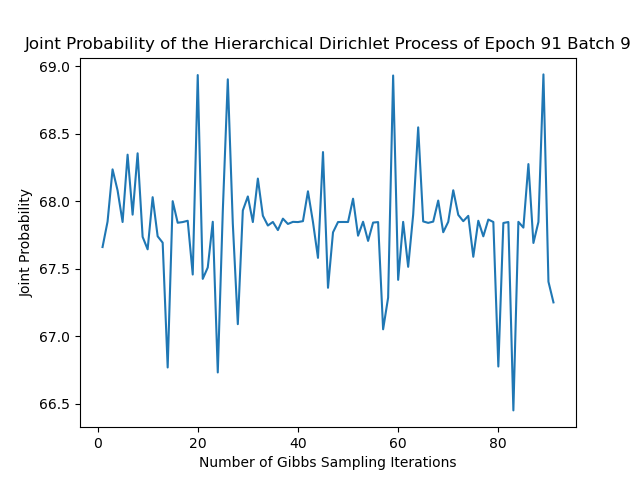 Joint Probability of the Hierarchical Dirichlet Process of Epoch 91 Batch 9
69.0
68.5
68.0
67.5
67.0
66.5
Joint Probability
0 20 40 60 80
Number of Gibbs Sampling Iterations